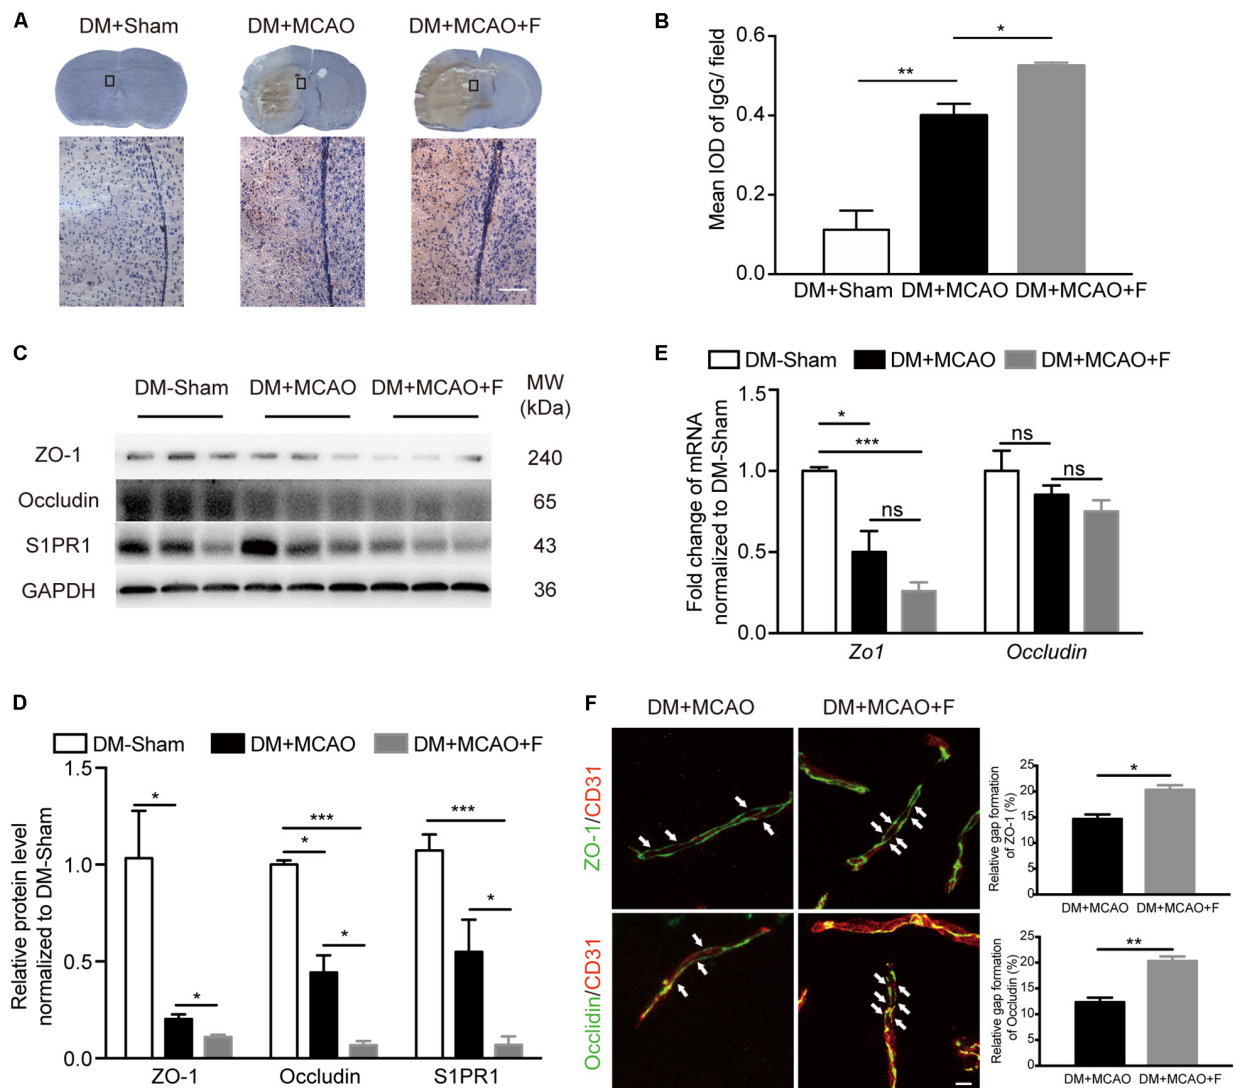 A
DM+Sham
DM+MCAO
DM+MCAO+F
B
Mean IOD of IgG/ field
0.6
0.4
0.2
0.0
**
*
DM+Sham
DM+MCAO
DM+MCAO+F
C
DM-Sham
DM+MCAO
DM+MCAO+F
MW
(kDa)
ZO-1
240
Occludin
65
S1PR1
43
GAPDH
36
D
DM-Sham
DM+MCAO
DM+MCAO+F
Relative protein level
normalized to DM-Sham
1.5
1.0
0.5
0.0
*
*
***
*
*
***
*
ZO-1
Occludin
S1PR1
E
DM-Sham
DM+MCAO
DM+MCAO+F
Fold change of mRNA
normalized to DM-Sham
1.5
1.0
0.5
0.0
*
***
ns
ns
ns
Zo1
Occludin
F
DM+MCAO
DM+MCAO+F
ZO-1/CD31
Occlidin/CD31
Relative gap formation
of ZO-1 (%)
25
20
15
10
5
0
*
DM+MCAO
DM+MCAO+F
Relative gap formation
of Occludin (%)
25
20
15
10
5
0
**
DM+MCAO
DM+MCAO+F